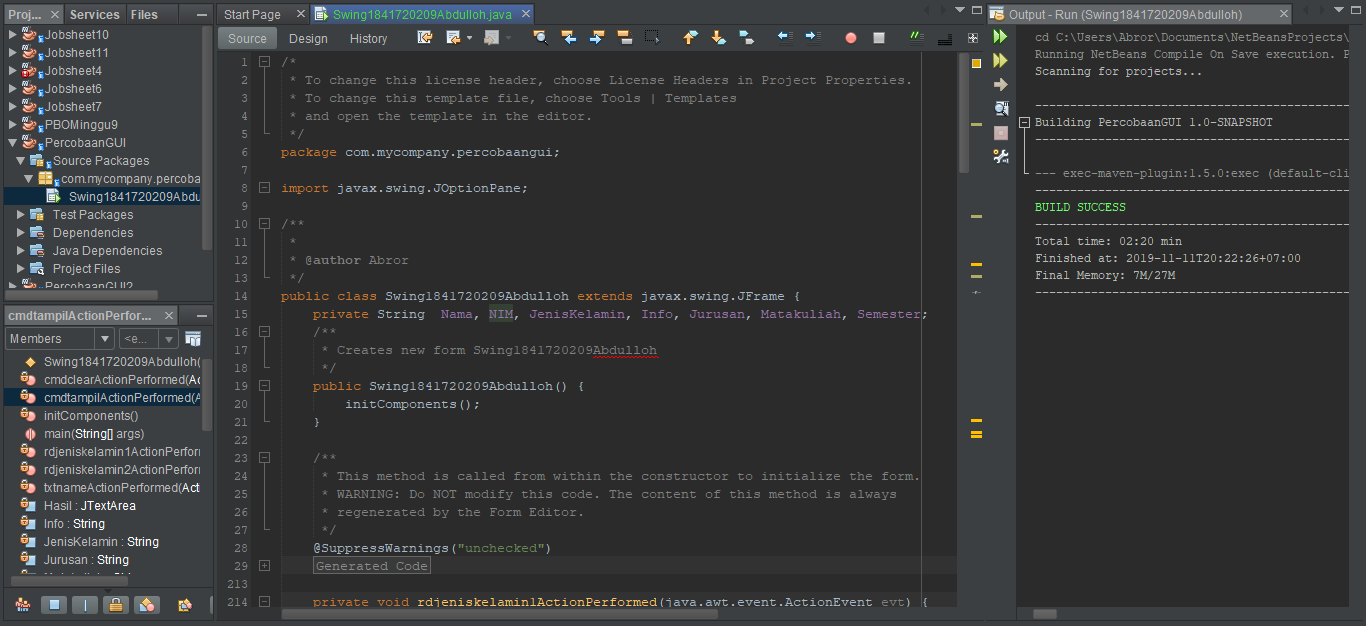 Proj...
Services
Files
Jobsheet10
Jobsheet11
Jobsheet4
Jobsheet6
Jobsheet7
PBOMinggu9
PercobaanGUI
Source Packages
com.mycompany.percoba
Swing1841720209Abdu
Test Packages
Dependencies
Java Dependencies
Project Files
PercobaanGUI2
cmdtampilActionPerfor...
Members
<e...
Swing1841720209Abdulloh(
cmdclearActionPerformed(Ac
cmdtampilActionPerformed(A
initComponents()
main(String[] args)
rdjeniskelamin1ActionPerfor
rdjeniskelamin2ActionPerfor
txtnameActionPerformed(Act
Hasil : JTextArea
Info : String
JenisKelamin : String
Jurusan : String
Start Page
Swing1841720209Abdulloh.java
Source
Design
History
1 /*
2 * To change this license header, choose License Headers in Project Properties.
3 * To change this template file, choose Tools | Templates
4 * and open the template in the editor.
5 */
6 package com.mycompany.percobaangui;
7
8 import javax.swing.JOptionPane;
9
10 /**
11 *
12 * @author Abror
13 */
14 public class Swing1841720209Abdulloh extends javax.swing.JFrame {
15 private String  Nama, NIM, JenisKelamin, Info, Jurusan, Matakuliah, Semester;
16 /**
17 * Creates new form Swing1841720209Abdulloh
18 */
19 public Swing1841720209Abdulloh() {
20 initComponents();
21 }
22
23 /**
24 * This method is called from within the constructor to initialize the form.
25 * WARNING: Do NOT modify this code. The content of this method is always
26 * regenerated by the Form Editor.
27 */
28 @SuppressWarnings("unchecked")
29 Generated Code
213
214 private void rdjeniskelamin1ActionPerformed(java.awt.event.ActionEvent evt) {
Output - Run (Swing1841720209Abdulloh)
cd C:\Users\Abror\Documents\NetBeansProjects\
Running NetBeans Compile On Save execution. P
Scanning for projects...
------------------------------------------
Building PercobaanGUI 1.0-SNAPSHOT
------------------------------------------
--- exec-maven-plugin:1.5.0:exec (default-cli
------------------------------------------
BUILD SUCCESS
------------------------------------------
Total time: 02:20 min
Finished at: 2019-11-11T20:22:26+07:00
Final Memory: 7M/27M
------------------------------------------